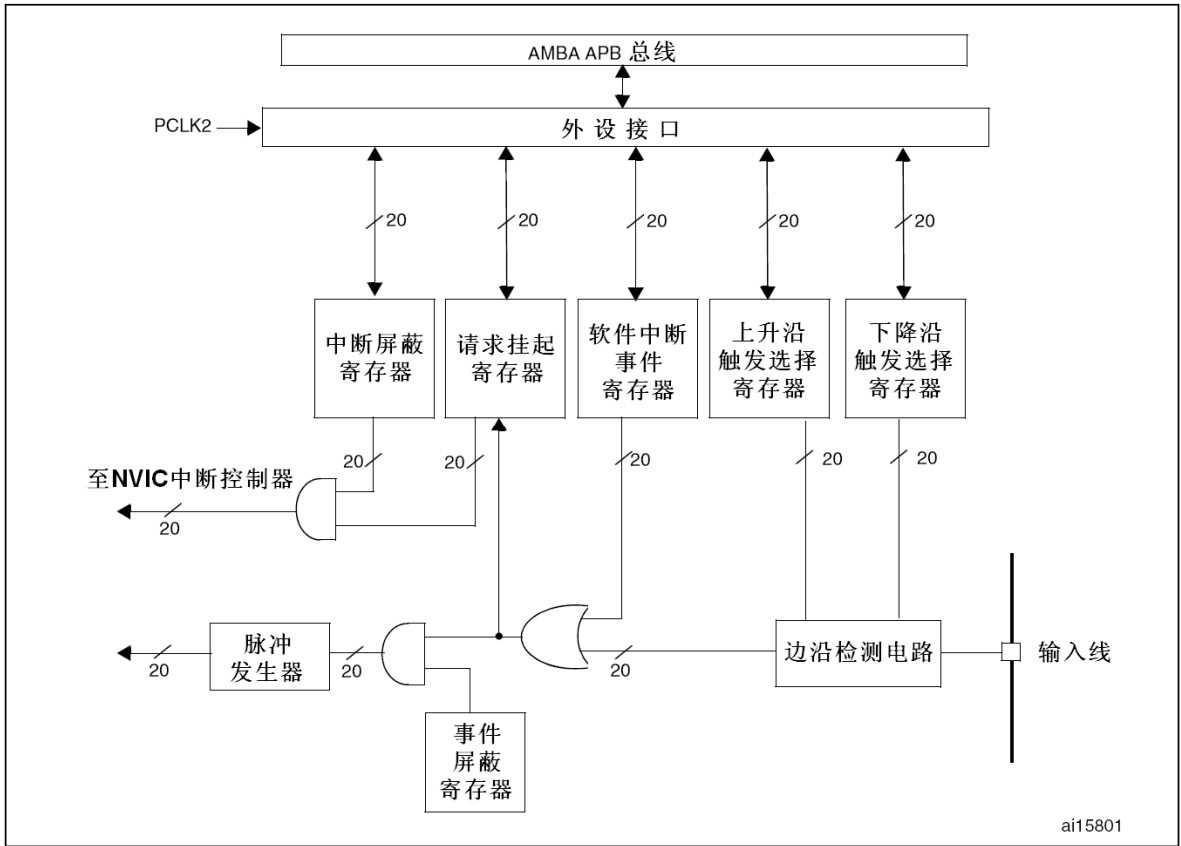 AMBA APB 总线
PCLK2
外设接口
20
20
20
20
20
中断屏蔽
寄存器
请求挂起
寄存器
软件中断
事件
寄存器
上升沿
触发选择
寄存器
下降沿
触发选择
寄存器
20
20
20
20
20
至NVIC中断控制器
20
脉冲
发生器
20
20
20
边沿检测电路
输入线
事件
屏蔽
寄存器
ai15801